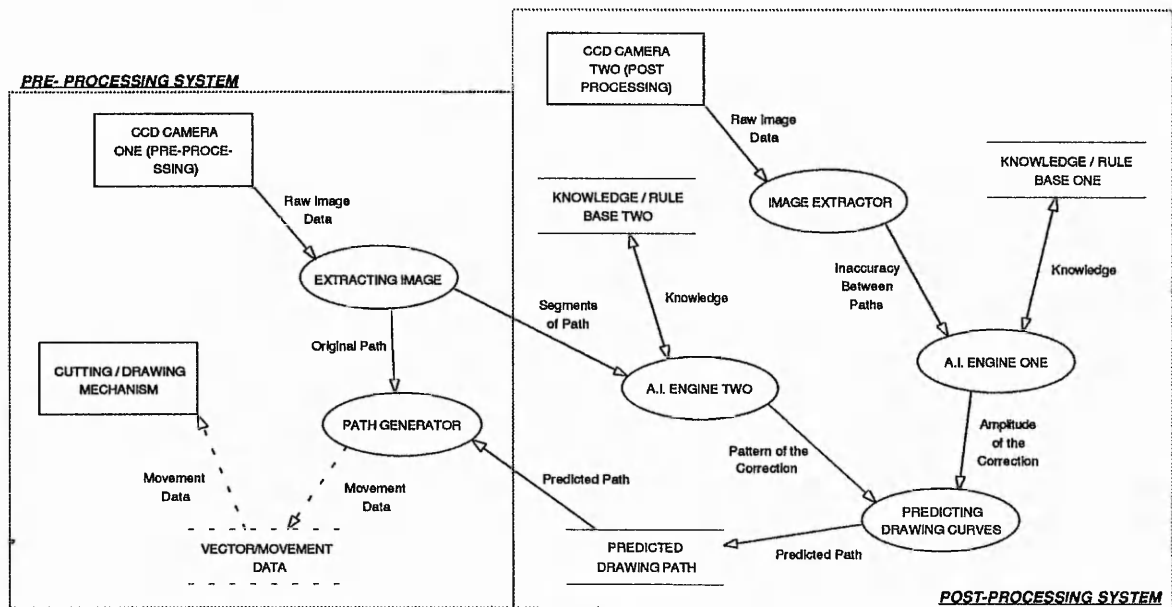 PRE- PROCESSING SYSTEM
CCD CAMERA
ONE (PRE-PROCE-
SSING)
Raw Image
Data
EXTRACTING IMAGE
Original Path
CUTTING / DRAWING
MECHANISM
PATH GENERATOR
Movement
Data
Movement
Data
VECTOR/MOVEMENT
DATA
CCD CAMERA
TWO (POST
PROCESSING)
Raw Image
Data
KNOWLEDGE / RULE
BASE TWO
IMAGE EXTRACTOR
KNOWLEDGE / RULE
BASE ONE
Segments
of Path
Knowledge
Inaccuracy
Between
Paths
Knowledge
A.I. ENGINE TWO
A.I. ENGINE ONE
Pattern of the
Correction
Amplitude
of the
Correction
Predicted Path
PREDICTING
DRAWING CURVES
Predicted Path
PREDICTED
DRAWING PATH
POST-PROCESSING SYSTEM